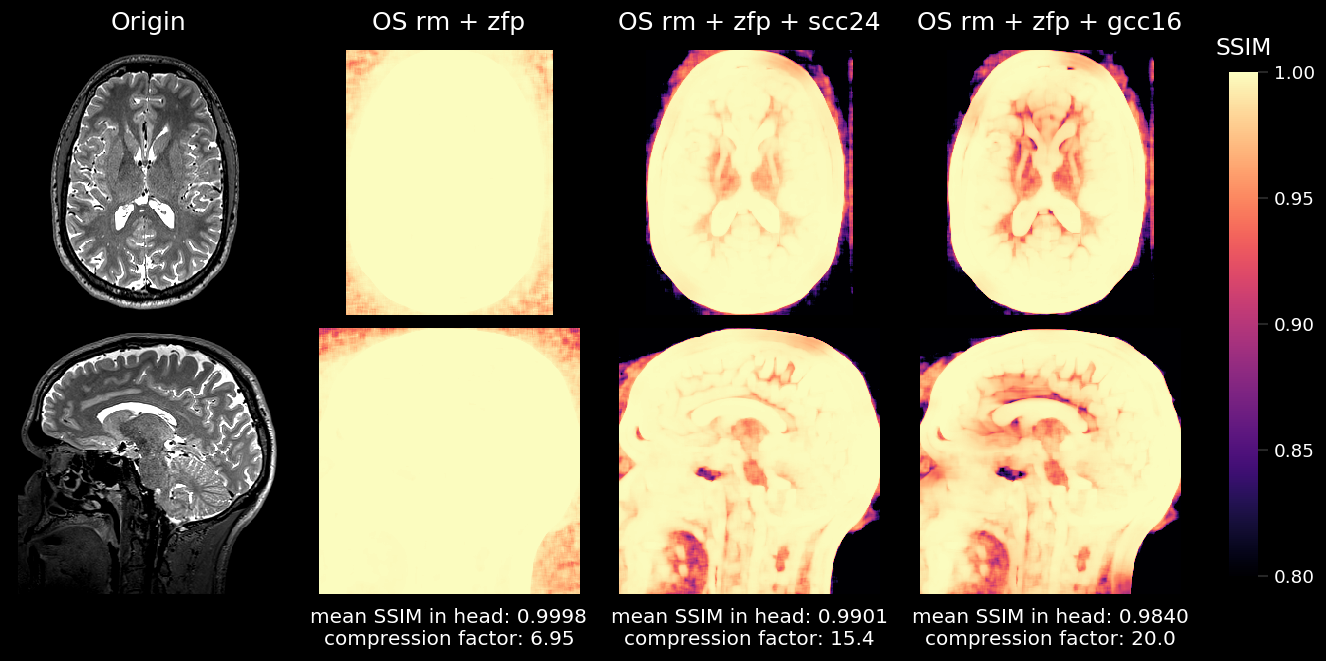 Origin
OS rm + zfp
OS rm + zfp + scc24
OS rm + zfp + gcc16
SSIM
1.00
0.95
0.90
0.85
0.80
mean SSIM in head: 0.9998
compression factor: 6.95
mean SSIM in head: 0.9901
compression factor: 15.4
mean SSIM in head: 0.9840
compression factor: 20.0